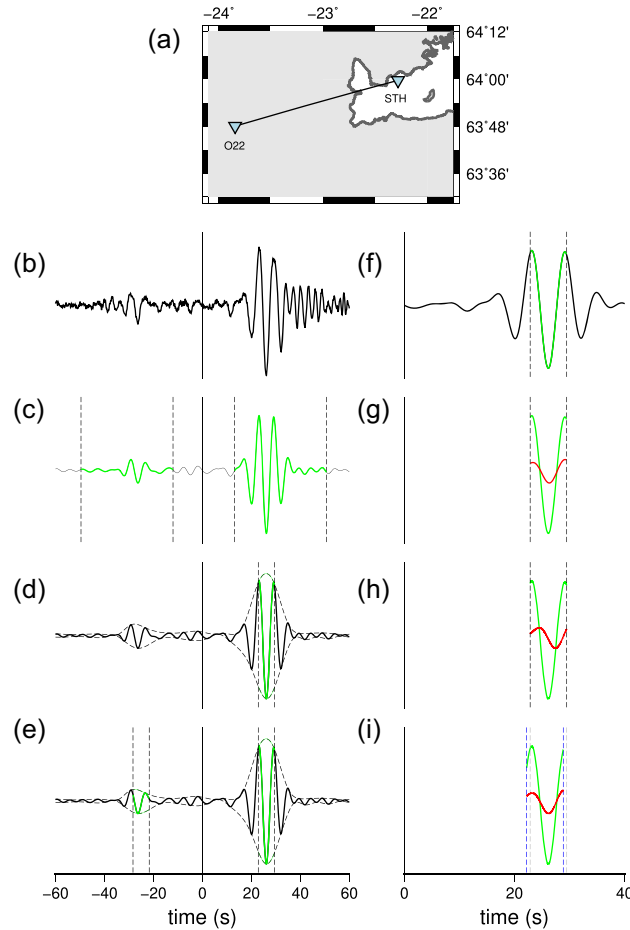 −24˚ −23˚ −22˚
(a)
64˚12'
64˚00'
63˚48'
63˚36'
STH
O22
(b)
(f)
(c)
(g)
(d)
(h)
(e)
(i)
−60 −40 −20 0 20 40 60
0 20 40
time (s)
time (s)